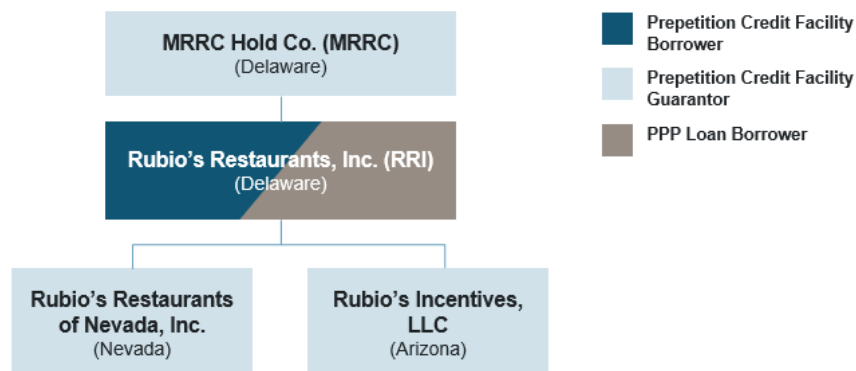 MRRC Hold Co. (MRRC)
(Delaware)
Rubio's Restaurants, Inc. (RRI)
(Delaware)
Rubio's Restaurants
of Nevada, Inc.
(Nevada)
Rubio's Incentives,
LLC
(Arizona)
Prepetition Credit Facility
Borrower
Prepetition Credit Facility
Guarantor
PPP Loan Borrower